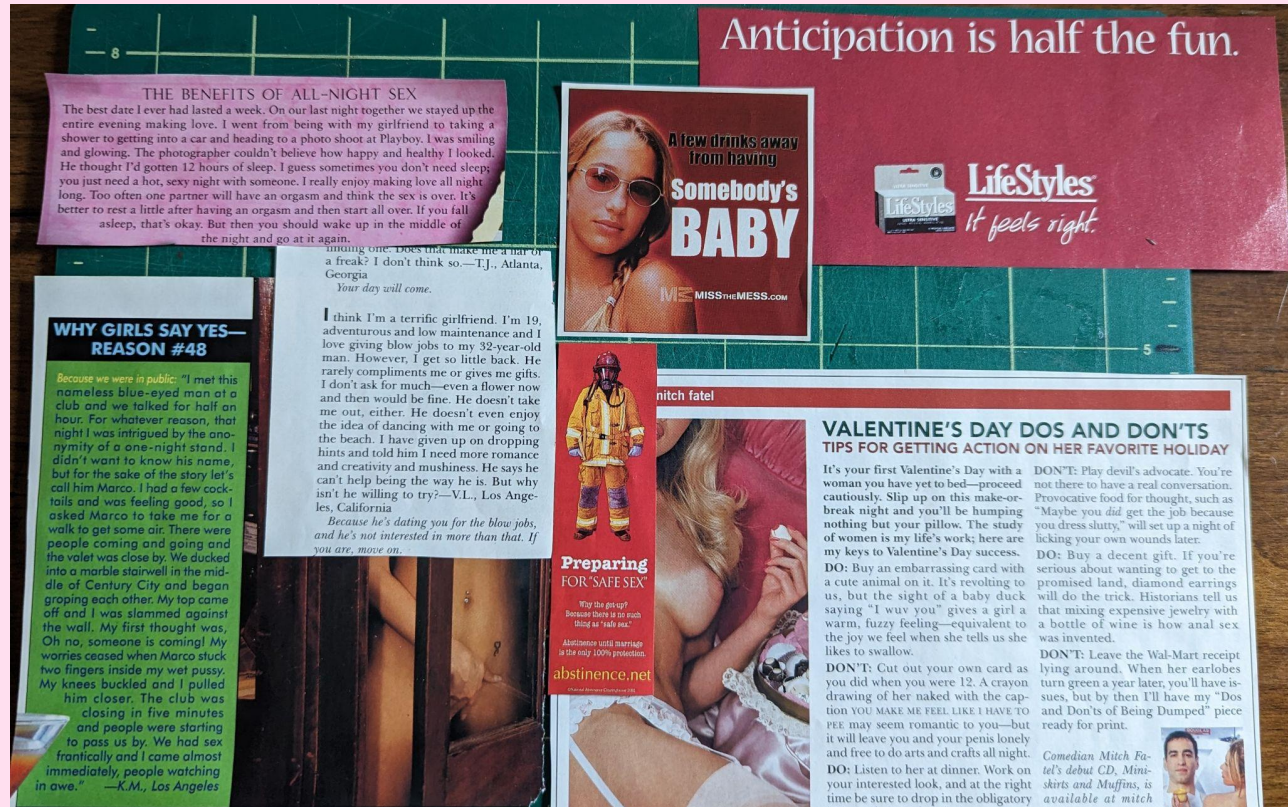 8
Anticipation is half the fun.
THE BENEFITS OF ALL-NIGHT SEX
The best date I ever had lasted a week. On our last night together we stayed up the
entire evening making love. I went from being with my girlfriend to taking a
shower to getting into a car and heading to a photo shoot at Playboy. I was smiling
and glowing. The photographer couldn't believe how happy and healthy I looked.
He thought I'd gotten 12 hours of sleep. I guess sometimes you don't need sleep;
you just need a hot, sexy night with someone. I really enjoy making love all night
long. Too often one partner will have an orgasm and think the sex is over. It's
better to rest a little after having an orgasm and then start all over. If you fall
asleep, that's okay. But then you should wake up in the middle of
the night and go at it again.
A few drinks away
from having
Somebody's
BABY
MISSTHEMESS.COM
LifeStyles
LifeStyles
It feels right.
5
WHY GIRLS SAY YES—
REASON #48
Because we were in public: "I met this
nameless blue-eyed man at a
club and we talked for half an
hour. For whatever reason, that
night I was intrigued by the ano-
nymity of a one-night stand. I
didn't want to know his name,
but for the sake of the story let's
call him Marco. I had a few cock-
tails and was feeling good, so I
asked Marco to take me for a
walk to get some air. There were
people coming and going and
the valet was close by. We ducked
into a marble stairwell in the mid-
dle of Century City and began
groping each other. My top came
off and I was slammed against
the wall. My first thought was,
Oh no, someone is coming! My
worries ceased when Marco stuck
two fingers inside my wet pussy.
My knees buckled and I pulled
him closer. The club was
closing in five minutes
and people were starting
to pass us by. We had sex
frantically and I came almost
immediately, people watching
in awe." —K.M., Los Angeles
finding one. Does that make me a liar or
a freak? I don't think so.—T.J., Atlanta,
Georgia
Your day will come.
I think I'm a terrific girlfriend. I'm 19,
adventurous and low maintenance and I
love giving blow jobs to my 32-year-old
man. However, I get so little back. He
rarely compliments me or gives me gifts.
I don't ask for much—even a flower now
and then would be fine. He doesn't take
me out, either. He doesn't even enjoy
the idea of dancing with me or going to
the beach. I have given up on dropping
hints and told him I need more romance
and creativity and mushiness. He says he
can't help being the way he is. But why
isn't he willing to try?—V.L., Los Ange-
les, California
Because he's dating you for the blow jobs,
and he's not interested in more than that. If
you are, move on.
Preparing
FOR "SAFE SEX"
Why the get-up?
Because there is no such
thing as "safe sex."
Abstinence until marriage
is the only 100% protection.
abstinence.net
mitch fatel
VALENTINE'S DAY DOS AND DON'TS
TIPS FOR GETTING ACTION ON HER FAVORITE HOLIDAY
It's your first Valentine's Day with a
woman you have yet to bed—proceed
cautiously. Slip up on this make-or-
break night and you'll be humping
nothing but your pillow. The study
of women is my life's work; here are
my keys to Valentine's Day success.
DO: Buy an embarrassing card with
a cute animal on it. It's revolting to
us, but the sight of a baby duck
saying "I wuv you" gives a girl a
warm, fuzzy feeling—equivalent to
the joy we feel when she tells us she
likes to swallow.
DON'T: Cut out your own card as
you did when you were 12. A crayon
drawing of her naked with the cap-
tion YOU MAKE ME FEEL LIKE I HAVE TO
PEE may seem romantic to you—but
it will leave you and your penis lonely
and free to do arts and crafts all night.
DO: Listen to her at dinner. Work on
your interested look, and at the right
time be sure to drop in the obligatory
DON'T: Play devil's advocate. You're
not there to have a real conversation.
Provocative food for thought, such as
"Maybe you did get the job because
you dress slutty," will set up a night of
licking your own wounds later.
DO: Buy a decent gift. If you're
serious about wanting to get to the
promised land, diamond earrings
will do the trick. Historians tell us
that mixing expensive jewelry with
a bottle of wine is how anal sex
was invented.
DON'T: Leave the Wal-Mart receipt
lying around. When her earlobes
turn green a year later, you'll have is-
sues, but by then I'll have my "Dos
and Don'ts of Being Dumped" piece
ready for print.
Comedian Mitch Fa-
tel's debut CD, Mini-
skirts and Muffins, is
available at mitch